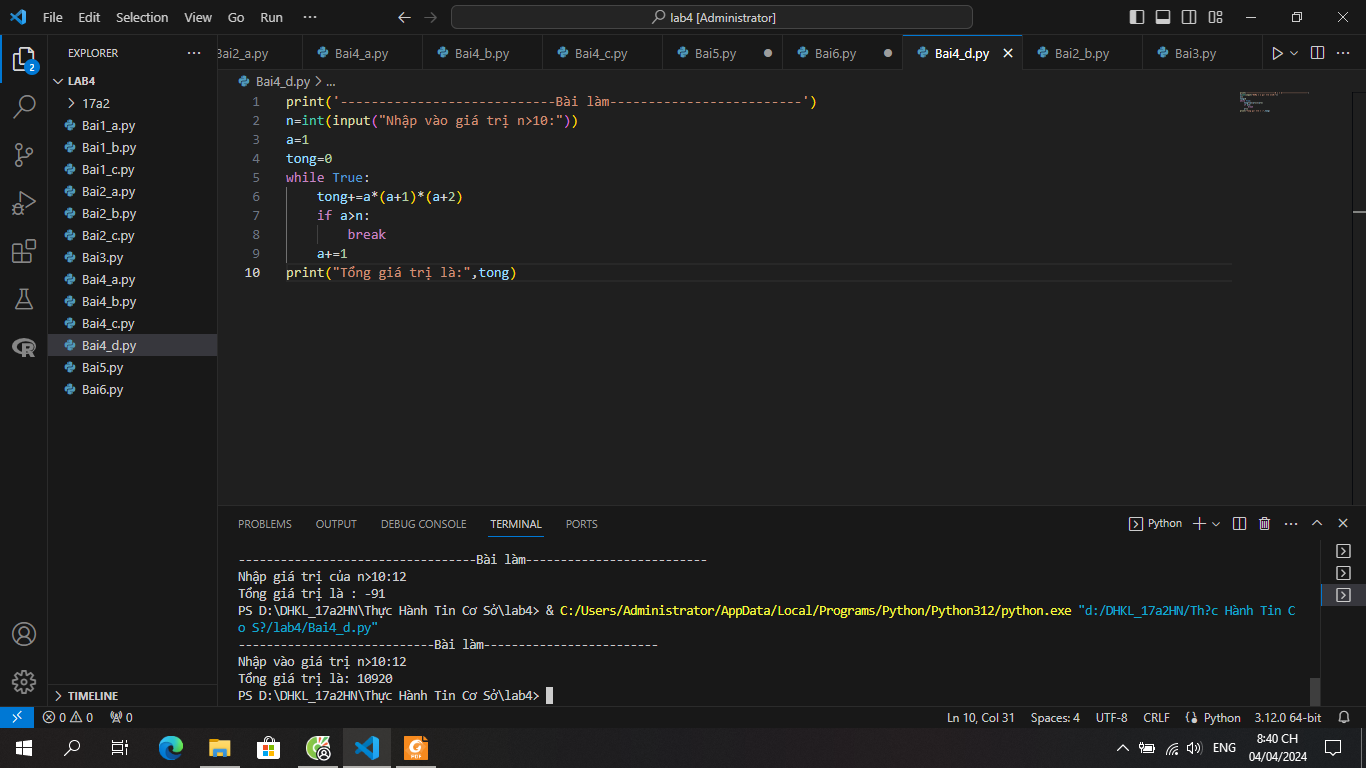 File Edit Selection View Go Run ··· lab4 [Administrator]
EXPLORER ···
LAB4
17a2
Bai1_a.py
Bai1_b.py
Bai1_c.py
Bai2_a.py
Bai2_b.py
Bai2_c.py
Bai3.py
Bai4_a.py
Bai4_b.py
Bai4_c.py
Bai4_d.py
Bai5.py
Bai6.py
TIMELINE
Bai2_a.py Bai4_a.py Bai4_b.py Bai4_c.py Bai5.py Bai6.py Bai4_d.py Bai2_b.py Bai3.py
Bai4_d.py > ...
1 print('----------------------------Bài làm-------------------------')
2 n=int(input("Nhập vào giá trị n>10:"))
3 a=1
4 tong=0
5 while True:
6 tong+=a*(a+1)*(a+2)
7 if a>n:
8 break
9 a+=1
10 print("Tổng giá trị là:",tong)
PROBLEMS OUTPUT DEBUG CONSOLE TERMINAL PORTS Python
----------------------------------Bài làm--------------------------
Nhập giá trị của n>10:12
Tổng giá trị là : -91
PS D:\DHKL_17a2HN\Thực Hành Tin Cơ Sở\lab4> & C:/Users/Administrator/AppData/Local/Programs/Python/Python312/python.exe "d:/DHKL_17a2HN/Th?c Hành Tin C
o S?/lab4/Bai4_d.py"
----------------------------Bài làm-------------------------
Nhập vào giá trị n>10:12
Tổng giá trị là: 10920
PS D:\DHKL_17a2HN\Thực Hành Tin Cơ Sở\lab4>
0 0 0 Ln 10, Col 31 Spaces: 4 UTF-8 CRLF Python 3.12.0 64-bit
ENG 8:40 CH
04/04/2024